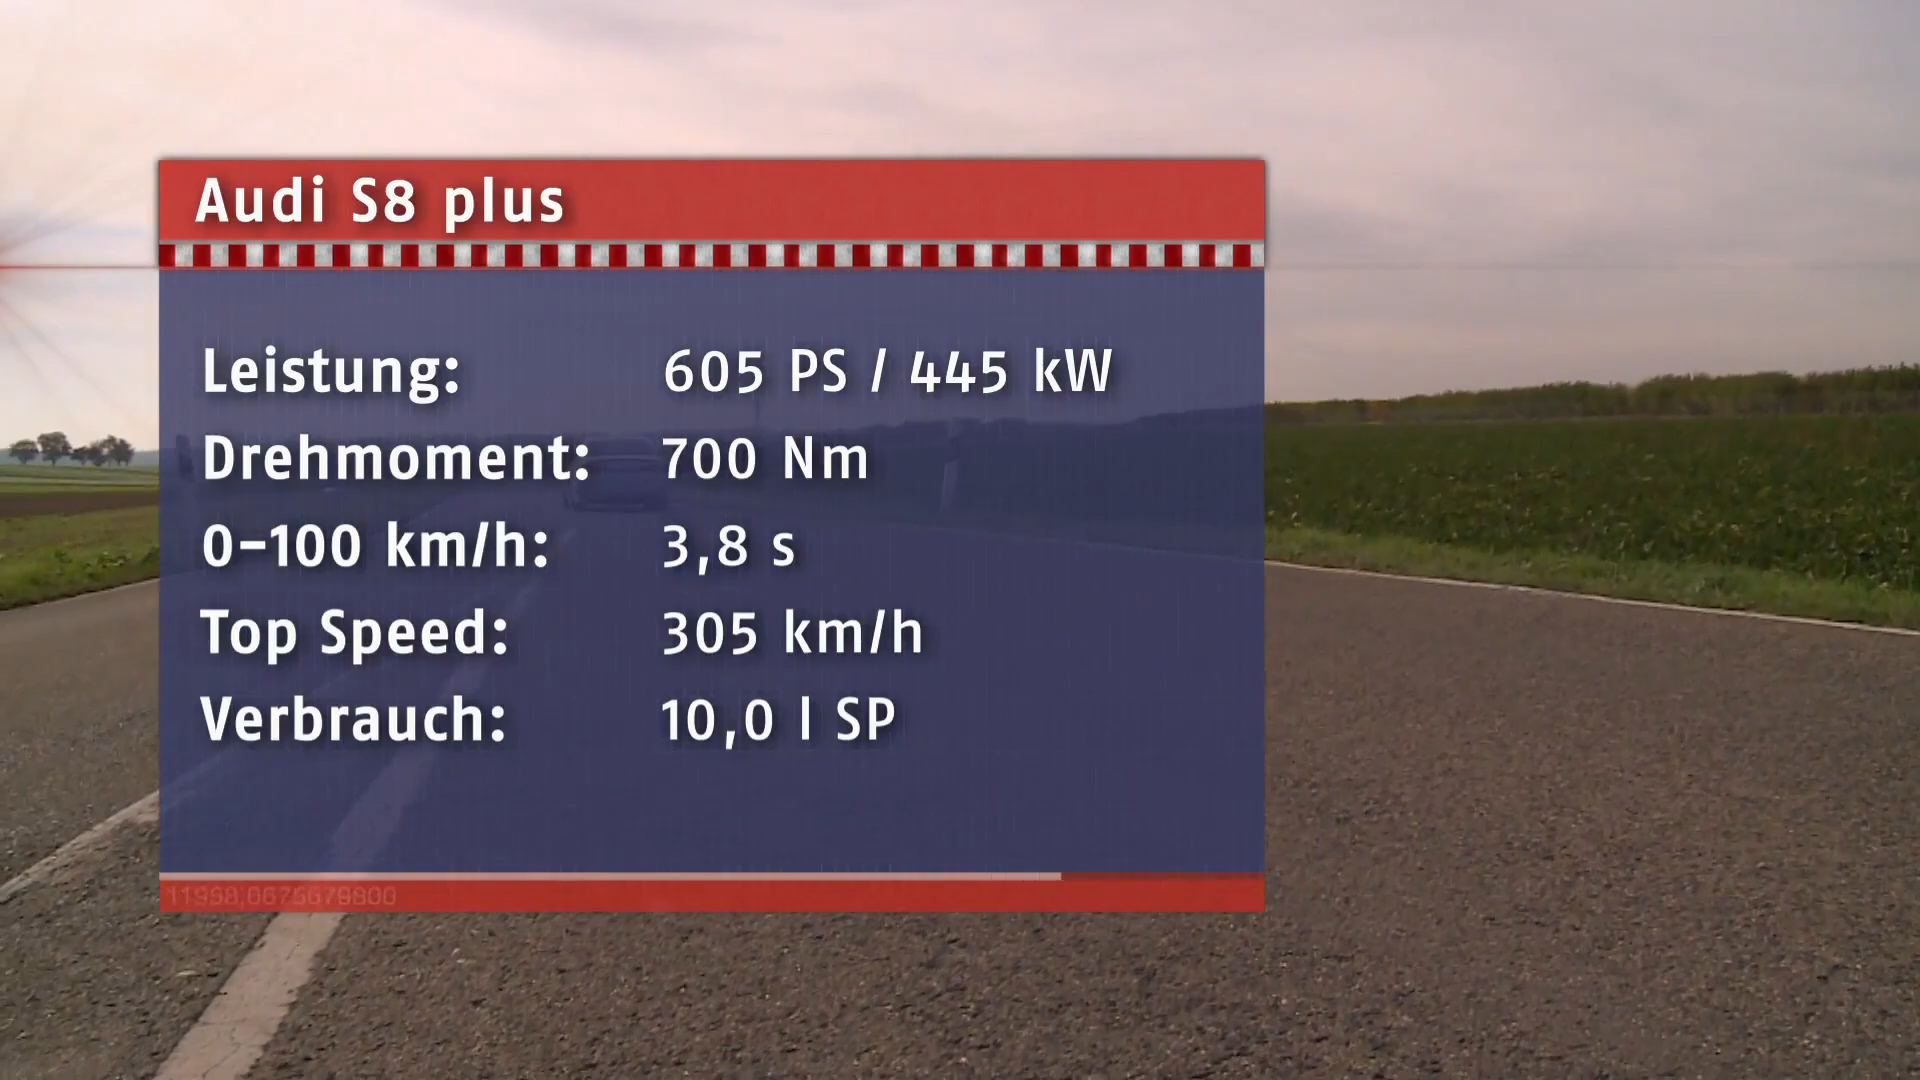 Audi S8 plus
Leistung: 605 PS / 445 kW
Drehmoment: 700 Nm
0-100 km/h: 3,8 s
Top Speed: 305 km/h
Verbrauch: 10,0 l SP